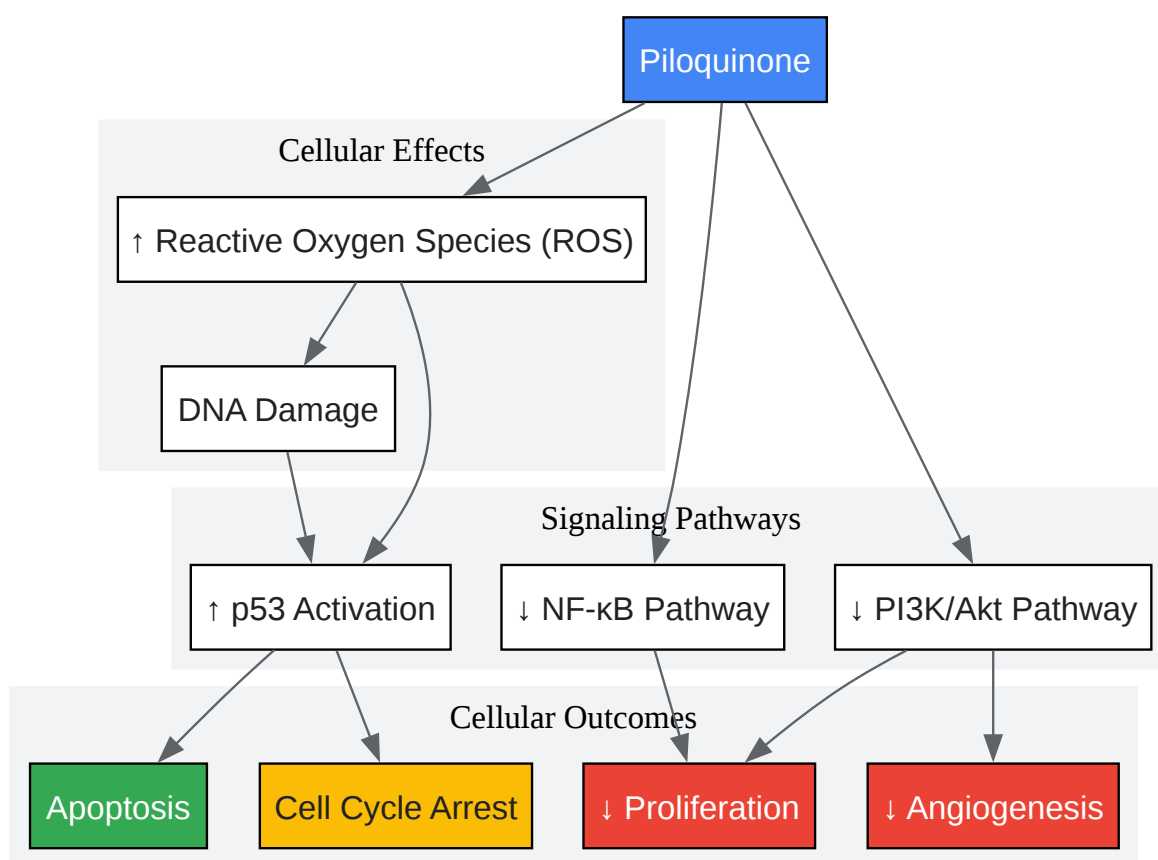 Piloquinone
Cellular Effects
↑ Reactive Oxygen Species (ROS)
DNA Damage
Signaling Pathways
↑ p53 Activation
↓ NF-κB Pathway
↓ PI3K/Akt Pathway
Cellular Outcomes
Apoptosis
Cell Cycle Arrest
↓ Proliferation
↓ Angiogenesis